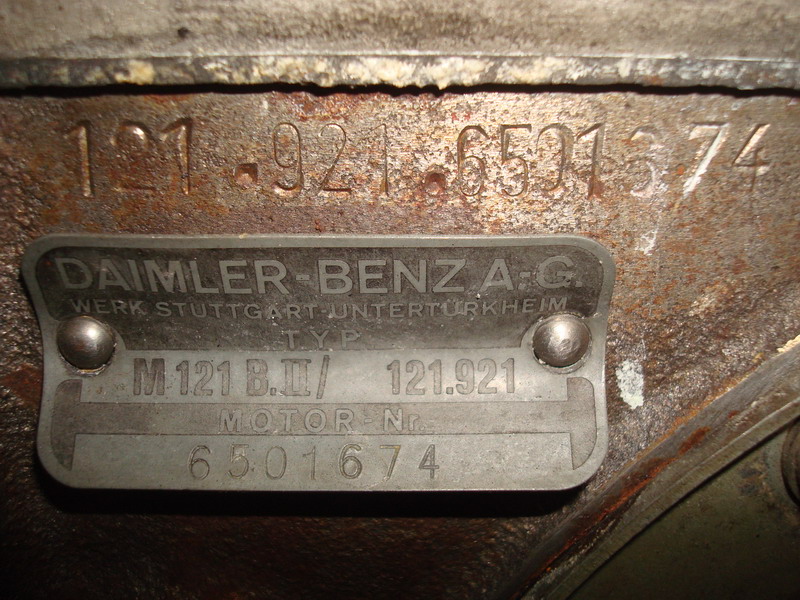 121.921.6501674
DAIMLER-BENZ A.-G.
WERK STUTTGART-UNTERTÜRKHEIM
TYP
M 121 B.II/ 121.921
MOTOR-Nr.
6501674